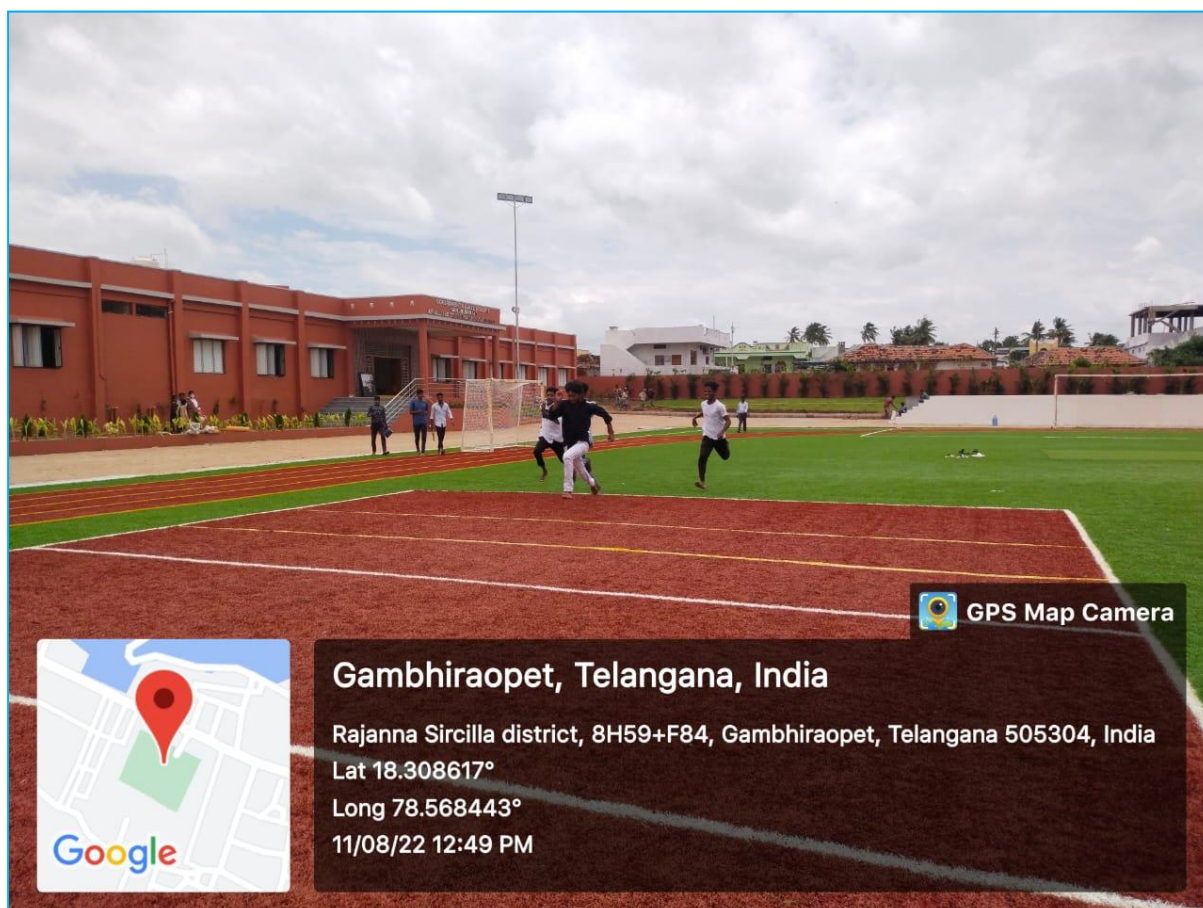 GPS Map Camera
Gambhiraopet, Telangana, India
Rajanna Sircilla district, 8H59+F84, Gambhiraopet, Telangana 505304, India
Lat 18.308617°
Long 78.568443°
11/08/22 12:49 PM
Google